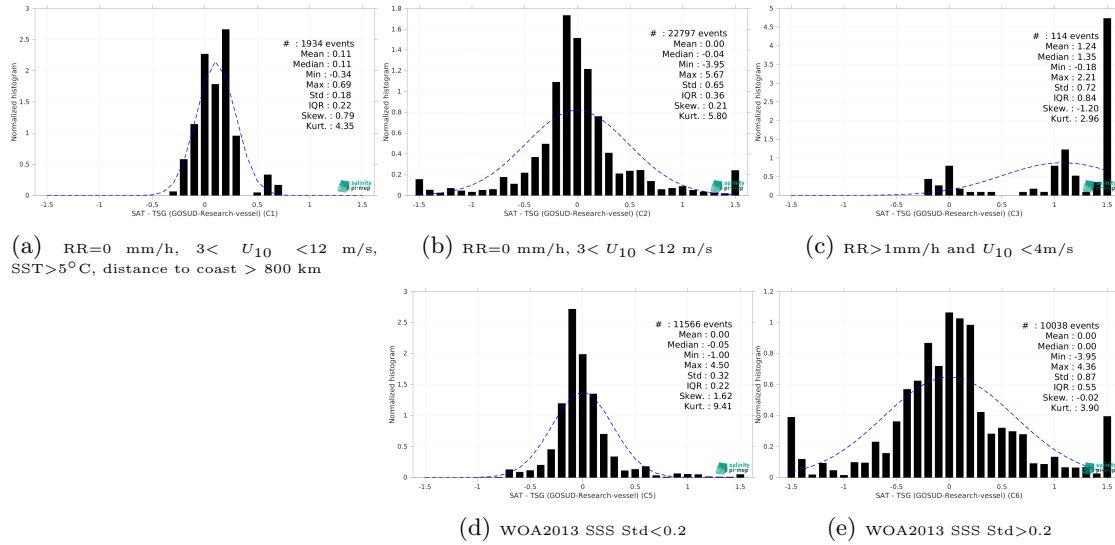 3
2.5
2
1.5
1
0.5
0
-1.5 -1 -0.5 0 0.5 1 1.5
Normalized histogram
SAT - TSG (GOSUD-Research-vessel) (C1)
# : 1934 events
Mean : 0.11
Median : 0.11
Min : -0.34
Max : 0.69
Std : 0.18
IQR : 0.22
Skew. : 0.79
Kurt. : 4.35
salinity
pi-mep
(a) RR=0 mm/h, 3< U10 <12 m/s,
SST>5°C, distance to coast > 800 km
1.8
1.6
1.4
1.2
1
0.8
0.6
0.4
0.2
0
-1.5 -1 -0.5 0 0.5 1 1.5
Normalized histogram
SAT - TSG (GOSUD-Research-vessel) (C2)
# : 22797 events
Mean : 0.00
Median : -0.04
Min : -3.95
Max : 5.67
Std : 0.65
IQR : 0.36
Skew. : 0.21
Kurt. : 5.80
salinity
pi-mep
(b) RR=0 mm/h, 3< U10 <12 m/s
5
4
3
2
1
0
-1.5 -1 -0.5 0 0.5 1 1.5
Normalized histogram
SAT - TSG (GOSUD-Research-vessel) (C3)
# : 114 events
Mean : 1.24
Median : 1.35
Min : -0.18
Max : 2.21
Std : 0.72
IQR : 0.84
Skew. : -1.20
Kurt. : 2.96
salinity
pi-mep
(c) RR>1mm/h and U10 <4m/s
3
2.5
2
1.5
1
0.5
0
-1.5 -1 -0.5 0 0.5 1 1.5
Normalized histogram
SAT - TSG (GOSUD-Research-vessel) (C5)
# : 11566 events
Mean : 0.00
Median : -0.05
Min : -1.00
Max : 4.50
Std : 0.32
IQR : 0.22
Skew. : 1.62
Kurt. : 9.41
salinity
pi-mep
(d) WOA2013 SSS Std<0.2
1.2
1
0.8
0.6
0.4
0.2
0
-1.5 -1 -0.5 0 0.5 1 1.5
Normalized histogram
SAT - TSG (GOSUD-Research-vessel) (C6)
# : 10038 events
Mean : 0.00
Median : 0.00
Min : -3.95
Max : 4.36
Std : 0.87
IQR : 0.55
Skew. : -0.02
Kurt. : 3.90
salinity
pi-mep
(e) WOA2013 SSS Std>0.2